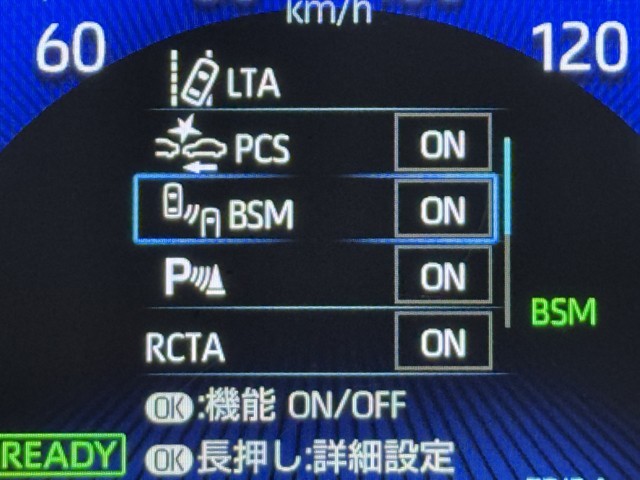 km/h
60
120
LTA
PCS ON
BSM ON
P ON
BSM
RCTA ON
OK:機能 ON/OFF
READY
OK長押し:詳細設定